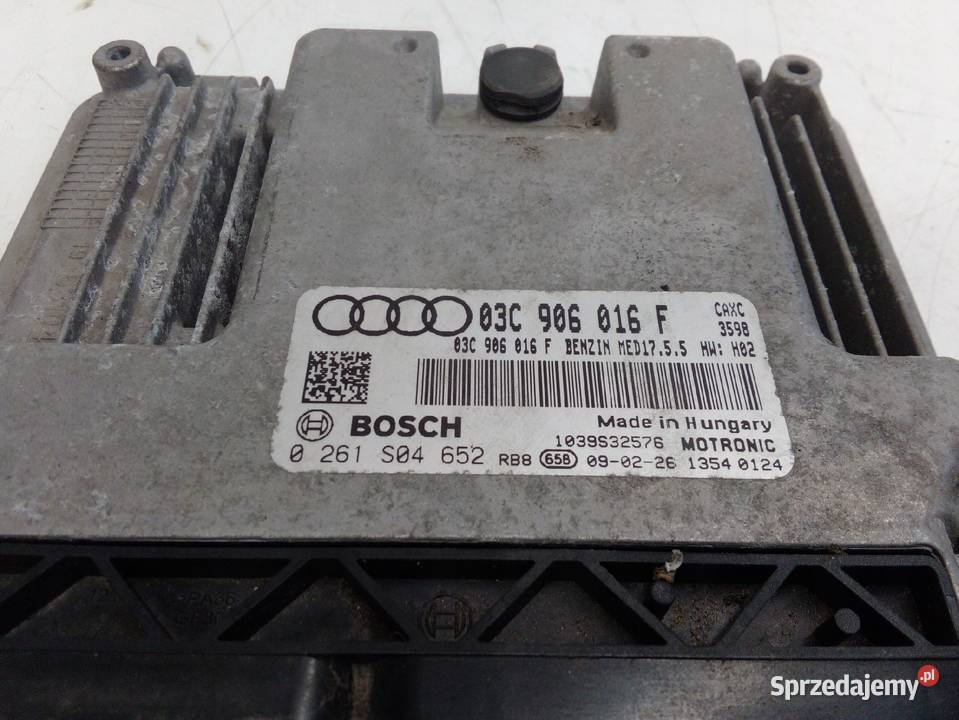 03C 906 016 F
CAXC
3598
03C 906 016 F BENZIN MED17.5.5 HW: H02
BOSCH
Made in Hungary
1039S32576 MOTRONIC
0 261 S04 652 RB8 658 09-02-26 1354 0124
Sprzedajemy.pl